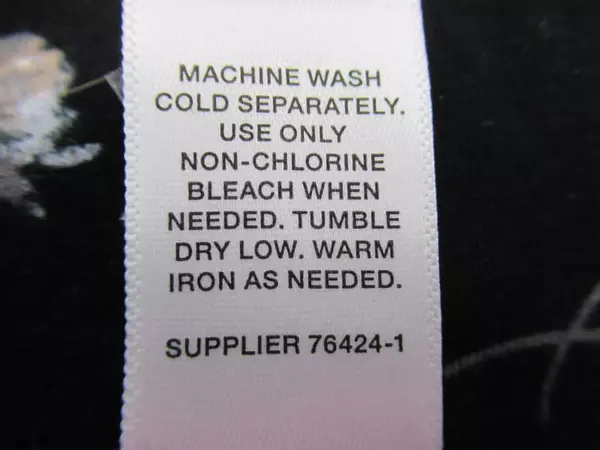 MACHINE WASH
COLD SEPARATELY.
USE ONLY
NON-CHLORINE
BLEACH WHEN
NEEDED. TUMBLE
DRY LOW. WARM
IRON AS NEEDED.
SUPPLIER 76424-1